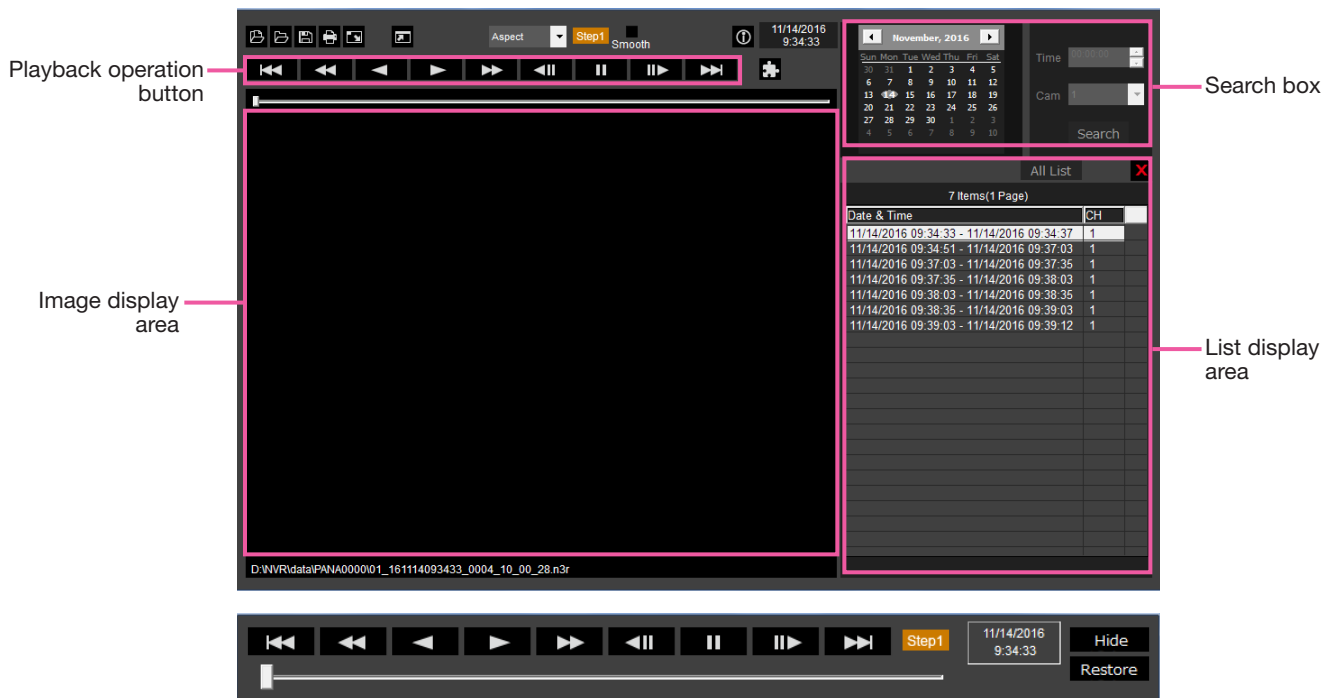 Playback operation
button
Image display
area
Aspect
Step1
Smooth
11/14/2016
9:34:33
November, 2016
Sun Mon Tue Wed Thu Fri Sat
30 31 1 2 3 4 5
6 7 8 9 10 11 12
13 14 15 16 17 18 19
20 21 22 23 24 25 26
27 28 29 30 1 2 3
4 5 6 7 8 9 10
Time 00:00:00
Cam 1
Search
Search box
All List X
7 Items(1 Page)
Date & Time CH
11/14/2016 09:34:33 - 11/14/2016 09:34:37 1
11/14/2016 09:34:51 - 11/14/2016 09:37:03 1
11/14/2016 09:37:03 - 11/14/2016 09:37:35 1
11/14/2016 09:37:35 - 11/14/2016 09:38:03 1
11/14/2016 09:38:03 - 11/14/2016 09:38:35 1
11/14/2016 09:38:35 - 11/14/2016 09:39:03 1
11/14/2016 09:39:03 - 11/14/2016 09:39:12 1
List display
area
D:\NVR\data\PANA0000\01_161114093433_0004_10_00_28.n3r
Step1
11/14/2016
9:34:33
Hide
Restore